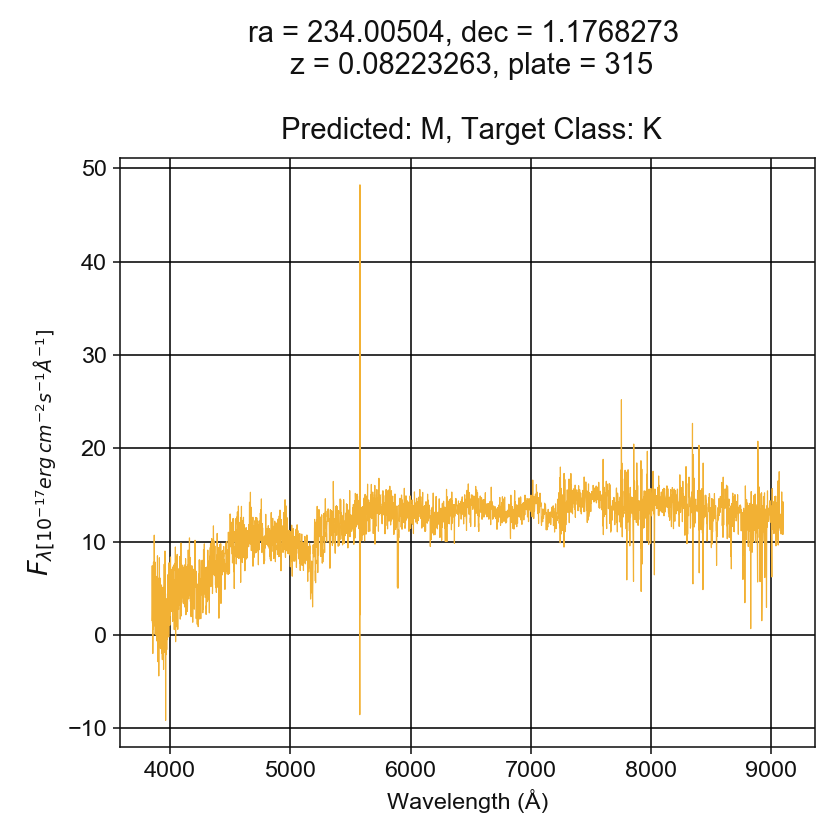 ra = 234.00504, dec = 1.1768273
z = 0.08223263, plate = 315
Predicted: M, Target Class: K
50
40
30
20
10
0
−10
F_λ[10⁻¹⁷erg cm⁻²s⁻¹Å⁻¹]
4000 5000 6000 7000 8000 9000
Wavelength (Å)